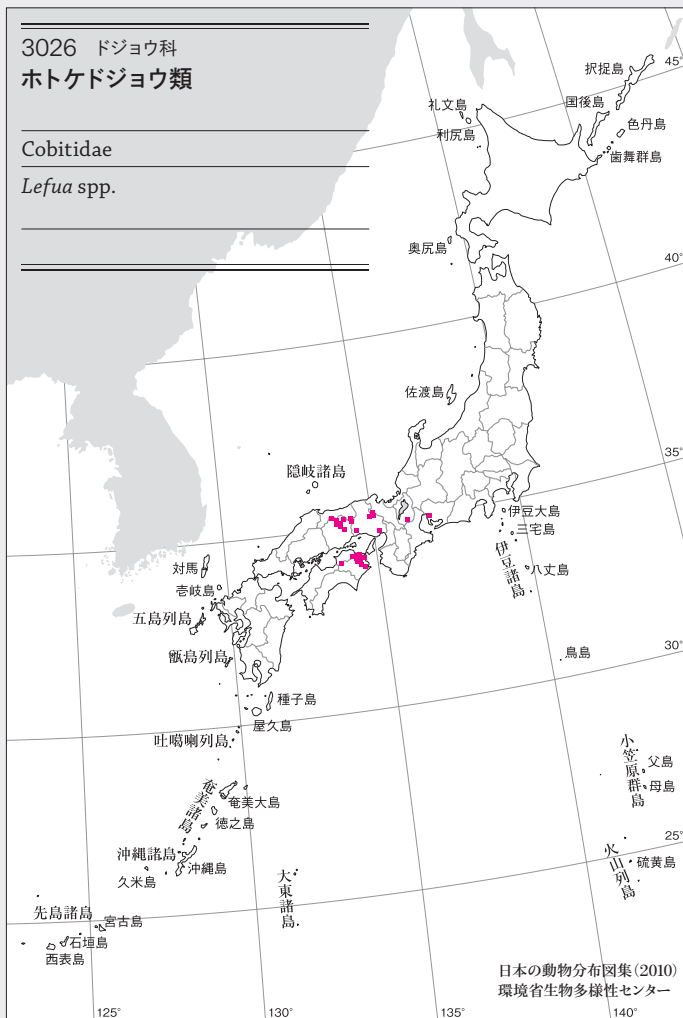 3026 ドジョウ科
ホトケドジョウ類
Cobitidae
Lefua spp.
択捉島
45°
礼文島
国後島
色丹島
利尻島
歯舞群島
奥尻島
40°
佐渡島
35°
隠岐諸島
伊豆大島
三宅島
伊豆諸島
八丈島
対馬
壱岐島
五島列島
甑島列島
鳥島
30°
種子島
屋久島
吐噶喇列島
小笠原群島
父島
母島
奄美諸島
奄美大島
徳之島
25°
沖縄諸島
沖縄島
久米島
火山列島
硫黄島
大東諸島
先島諸島
宮古島
石垣島
西表島
日本の動物分布図集(2010)
環境省生物多様性センター
125°
130°
135°
140°